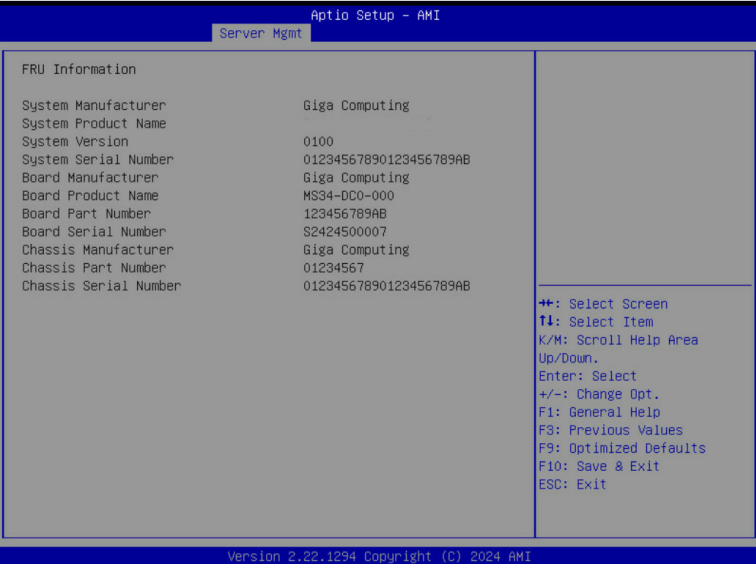 Aptio Setup – AMI
Server Mgmt
FRU Information
System Manufacturer Giga Computing
System Product Name
System Version 0100
System Serial Number 01234567890123456789AB
Board Manufacturer Giga Computing
Board Product Name MS34-DC0-000
Board Part Number 123456789AB
Board Serial Number S2424500007
Chassis Manufacturer Giga Computing
Chassis Part Number 01234567
Chassis Serial Number 01234567890123456789AB
→←: Select Screen
↑↓: Select Item
K/M: Scroll Help Area
Up/Down.
Enter: Select
+/-: Change Opt.
F1: General Help
F3: Previous Values
F9: Optimized Defaults
F10: Save & Exit
ESC: Exit
Version 2.22.1294 Copyright (C) 2024 AMI